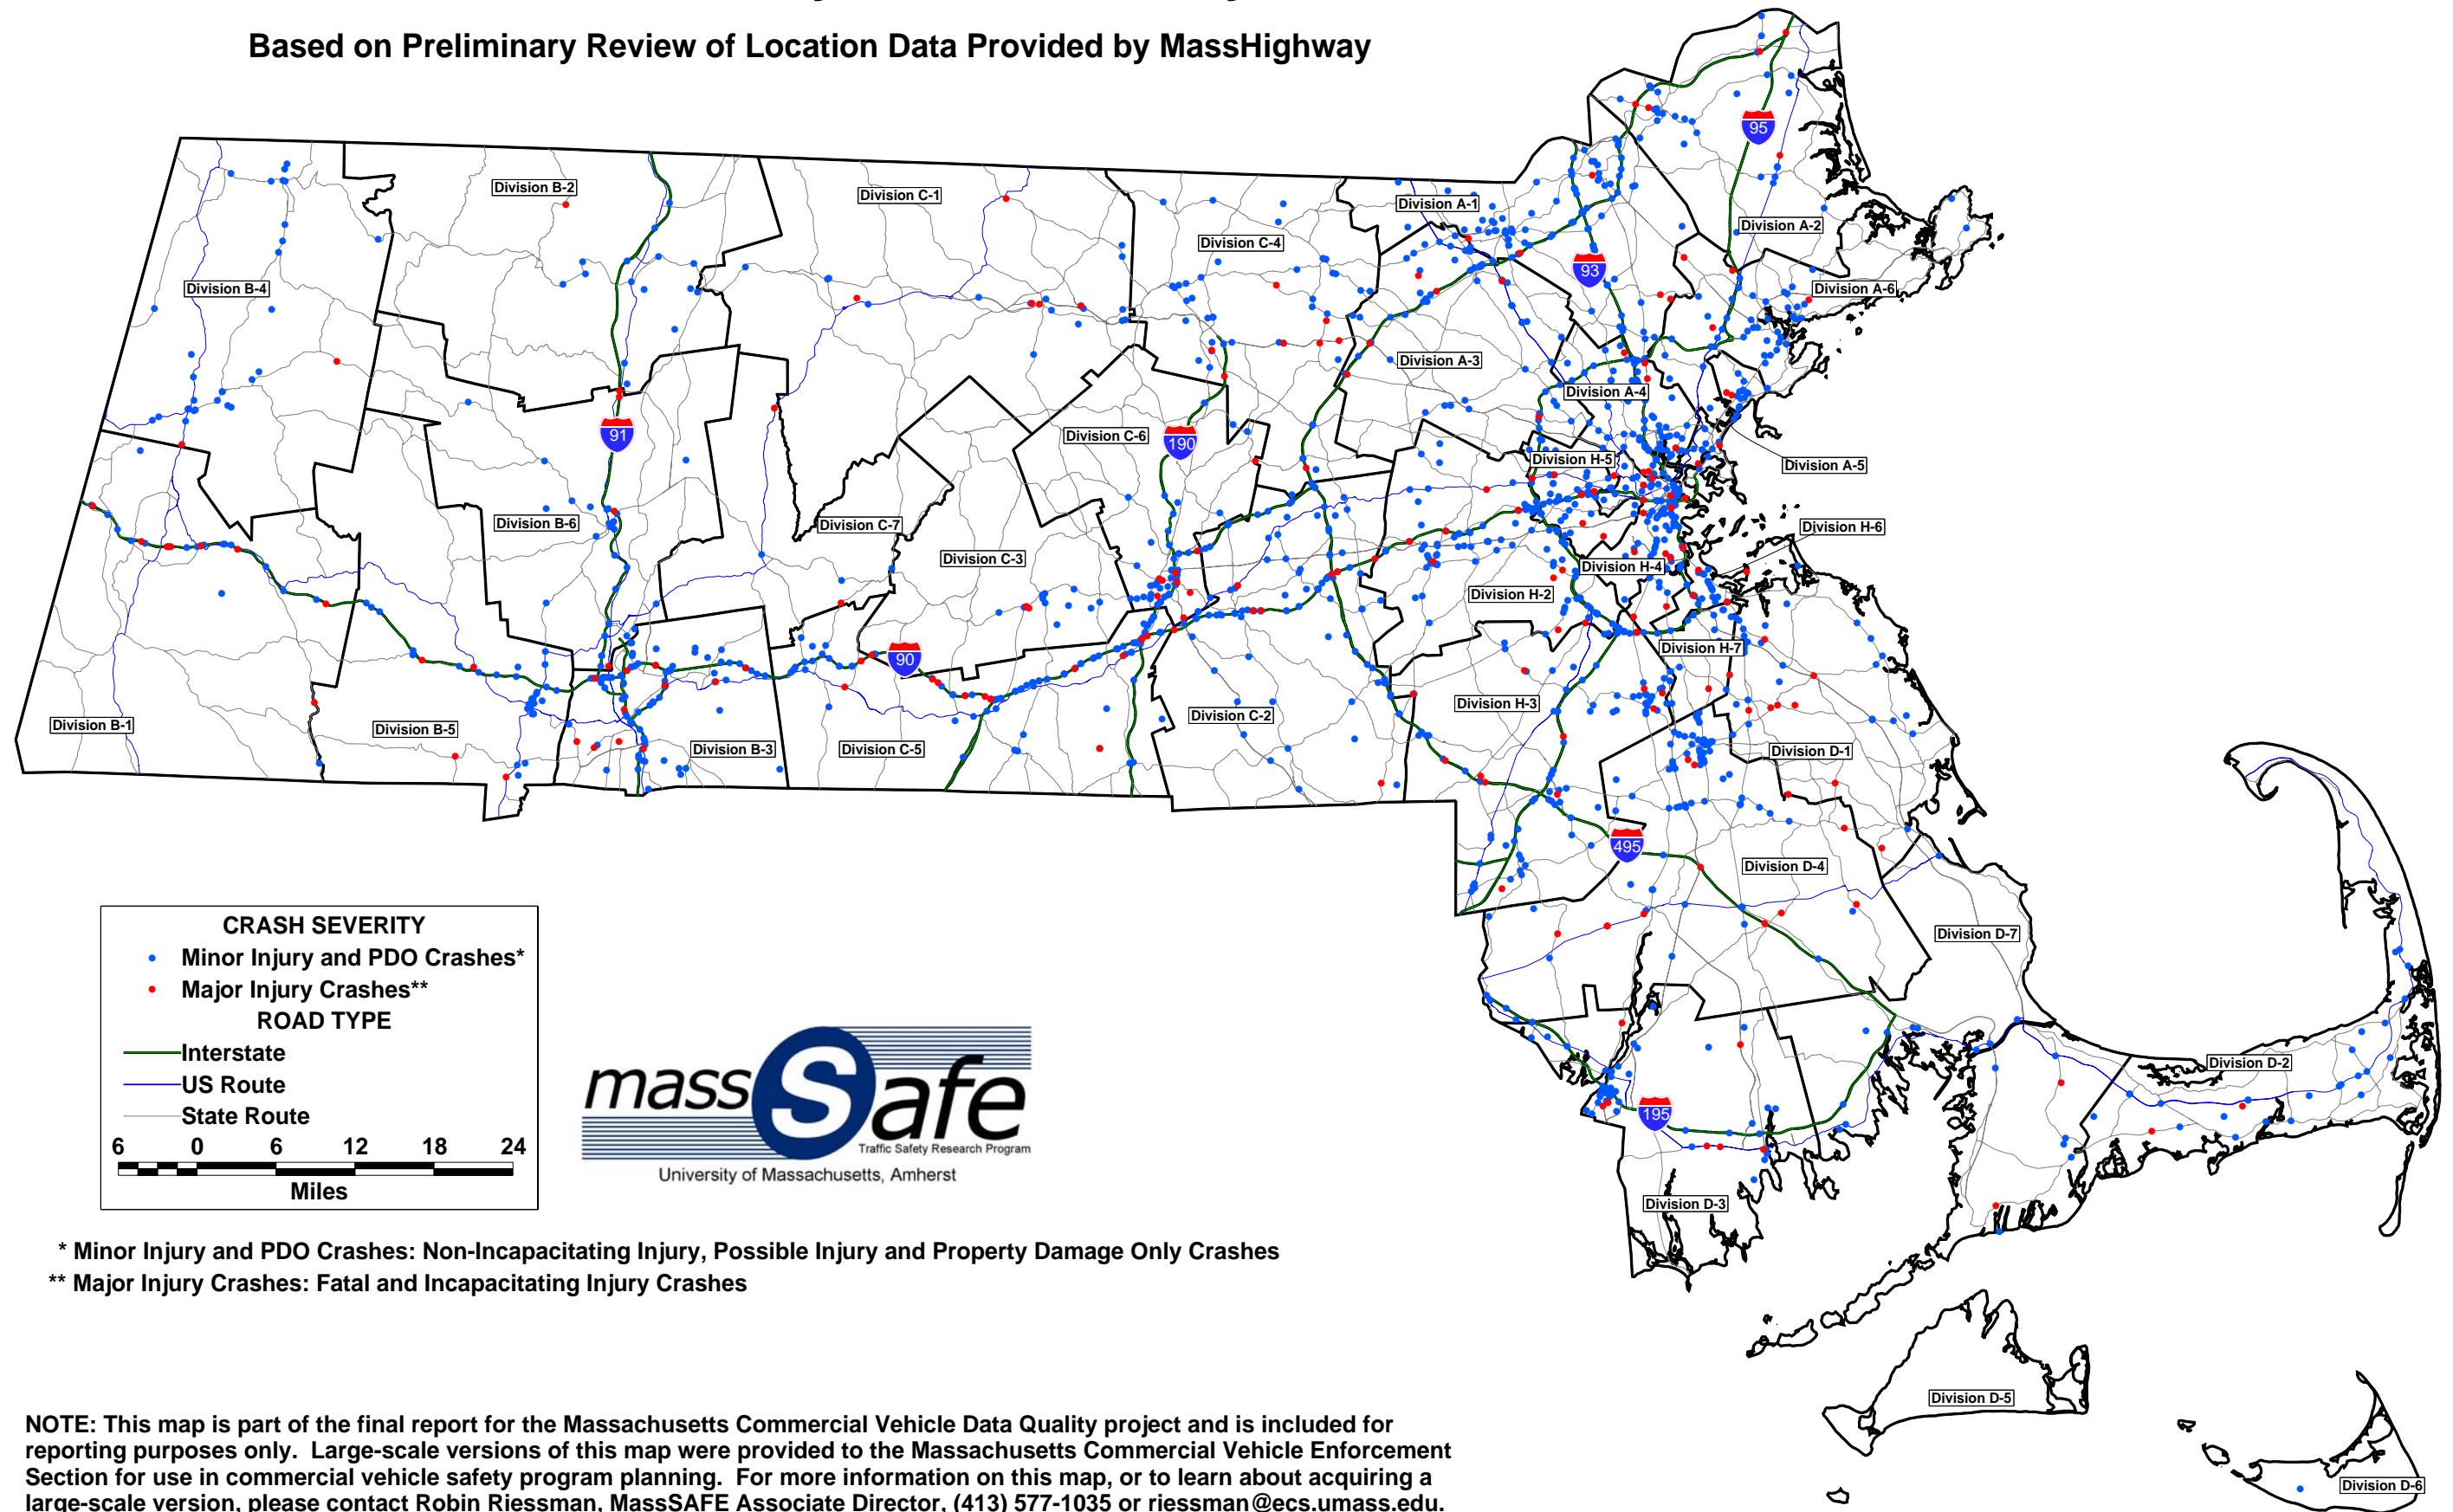 Based on Preliminary Review of Location Data Provided by MassHighway
95
Division B-2
Division C-1
Division A-1
Division A-2
Division C-4
93
Division B-4
Division A-6
Division A-3
Division A-4
91
190
Division C-6
Division H-5
Division A-5
Division B-6
Division C-7
Division H-6
Division C-3
Division H-4
Division H-2
Division H-7
90
Division B-1
Division B-5
Division B-3
Division C-5
Division C-2
Division H-3
Division D-1
495
Division D-4
Division D-7
Division D-2
195
Division D-3
Division D-5
Division D-6
CRASH SEVERITY
Minor Injury and PDO Crashes*
Major Injury Crashes**
ROAD TYPE
Interstate
US Route
State Route
6 0 6 12 18 24
Miles
mass Safe
Traffic Safety Research Program
University of Massachusetts, Amherst
* Minor Injury and PDO Crashes: Non-Incapacitating Injury, Possible Injury and Property Damage Only Crashes
** Major Injury Crashes: Fatal and Incapacitating Injury Crashes
NOTE: This map is part of the final report for the Massachusetts Commercial Vehicle Data Quality project and is included for
reporting purposes only. Large-scale versions of this map were provided to the Massachusetts Commercial Vehicle Enforcement
Section for use in commercial vehicle safety program planning. For more information on this map, or to learn about acquiring a
large-scale version, please contact Robin Riessman, MassSAFE Associate Director, (413) 577-1035 or riessman@ecs.umass.edu.